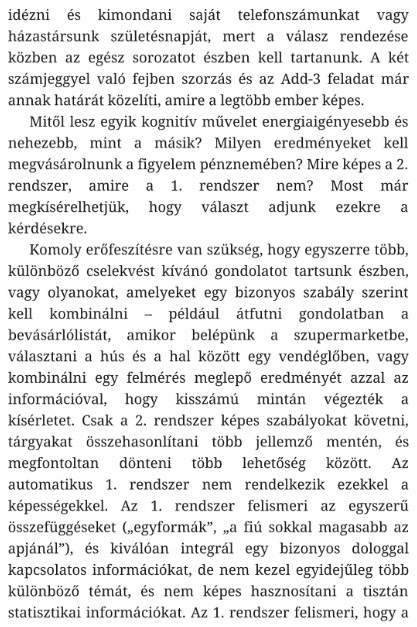 idézni és kimondani saját telefonszámunkat vagy
házastársunk születésnapját, mert a válasz rendezése
közben az egész sorozatot észben kell tartanunk. A két
számjeggyel való fejben szorzás és az Add-3 feladat már
annak határát közelíti, amire a legtöbb ember képes.
Mitől lesz egyik kognitív művelet energiaigényesebb és
nehezebb, mint a másik? Milyen eredményeket kell
megvásárolnunk a figyelem pénznemében? Mire képes a 2.
rendszer, amire a 1. rendszer nem? Most már
megkísérelhetjük, hogy választ adjunk ezekre a
kérdésekre.
Komoly erőfeszítésre van szükség, hogy egyszerre több,
különböző cselekvést kívánó gondolatot tartsunk észben,
vagy olyanokat, amelyeket egy bizonyos szabály szerint
kell kombinálni – például átfutni gondolatban a
bevásárlólistát, amikor belépünk a szupermarketbe,
választani a hús és a hal között egy vendéglőben, vagy
kombinálni egy felmérés meglepő eredményét azzal az
információval, hogy kisszámú mintán végezték a
kísérletet. Csak a 2. rendszer képes szabályokat követni,
tárgyakat összehasonlítani több jellemző mentén, és
megfontoltan dönteni több lehetőség között. Az
automatikus 1. rendszer nem rendelkezik ezekkel a
képességekkel. Az 1. rendszer felismeri az egyszerű
összefüggéseket („egyformák”, „a fiú sokkal magasabb az
apjánál”), és kiválóan integrál egy bizonyos dologgal
kapcsolatos információkat, de nem kezel egyidejűleg több
különböző témát, és nem képes hasznosítani a tisztán
statisztikai információkat. Az 1. rendszer felismeri, hogy a